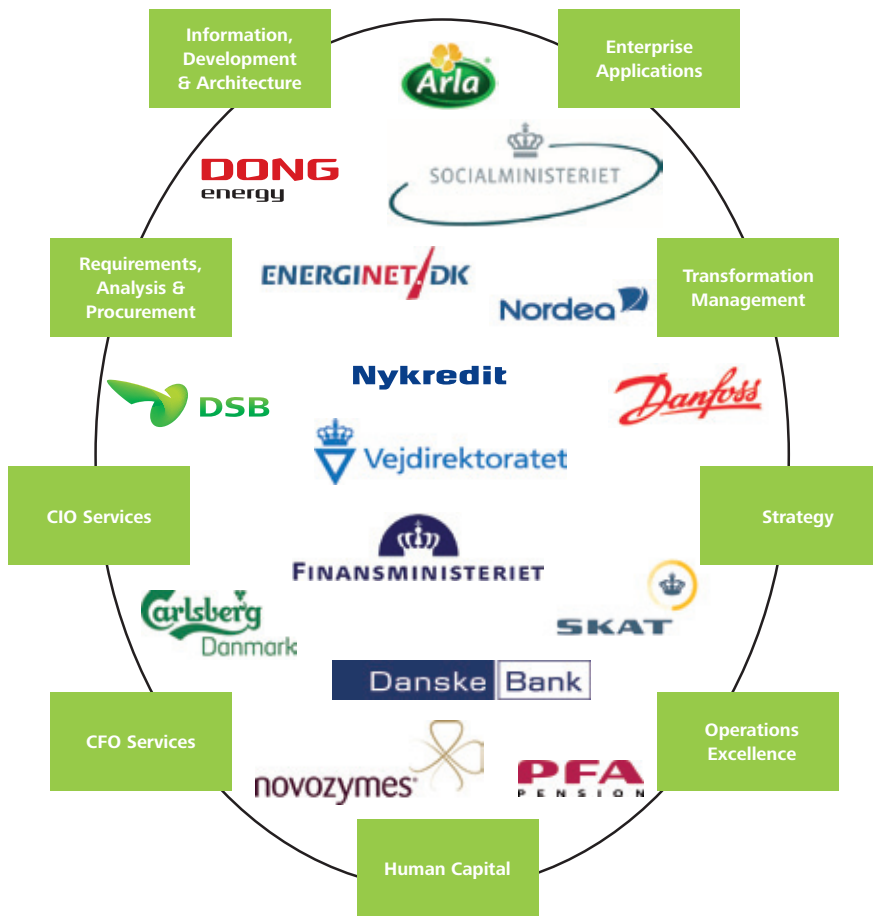 Information,
Development
& Architecture
Enterprise
Applications
Arla
DONG
energy
SOCIALMINISTERIET
Requirements,
Analysis &
Procurement
ENERGINET/DK
Nordea
Transformation
Management
Nykredit
DSB
Danfoss
Vejdirektoratet
CIO Services
Strategy
FINANSMINISTERIET
Carlsberg
Danmark
SKAT
Danske Bank
CFO Services
Operations
Excellence
novozymes
PFA
PENSION
Human Capital